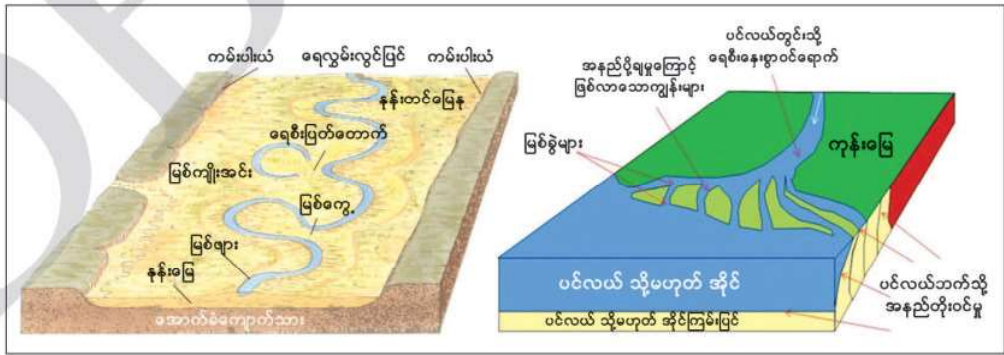 ကမ်းပါးယံ
ရေလွှမ်းလွင်ပြင်
ကမ်းပါးယံ
နုန်းတင်မြေနု
ရေစီးပြတ်တောက်
မြစ်ကျိုးအင်း
မြစ်ကွေ့
မြစ်ဖျား
နုန်းမြေ
အောက်ခံကျောက်သား
ပင်လယ်တွင်းသို့
ရေစီးနှေးစွာဝင်ရောက်
အနည်ပို့ချမှုကြောင့်
ဖြစ်လာသောကျွန်းများ
မြစ်ခွဲများ
ကုန်းမြေ
ပင်လယ် သို့မဟုတ် အိုင်
ပင်လယ်ဘက်သို့
အနည်တိုးဝင်မှု
ပင်လယ် သို့မဟုတ် အိုင်ကြမ်းပြင်